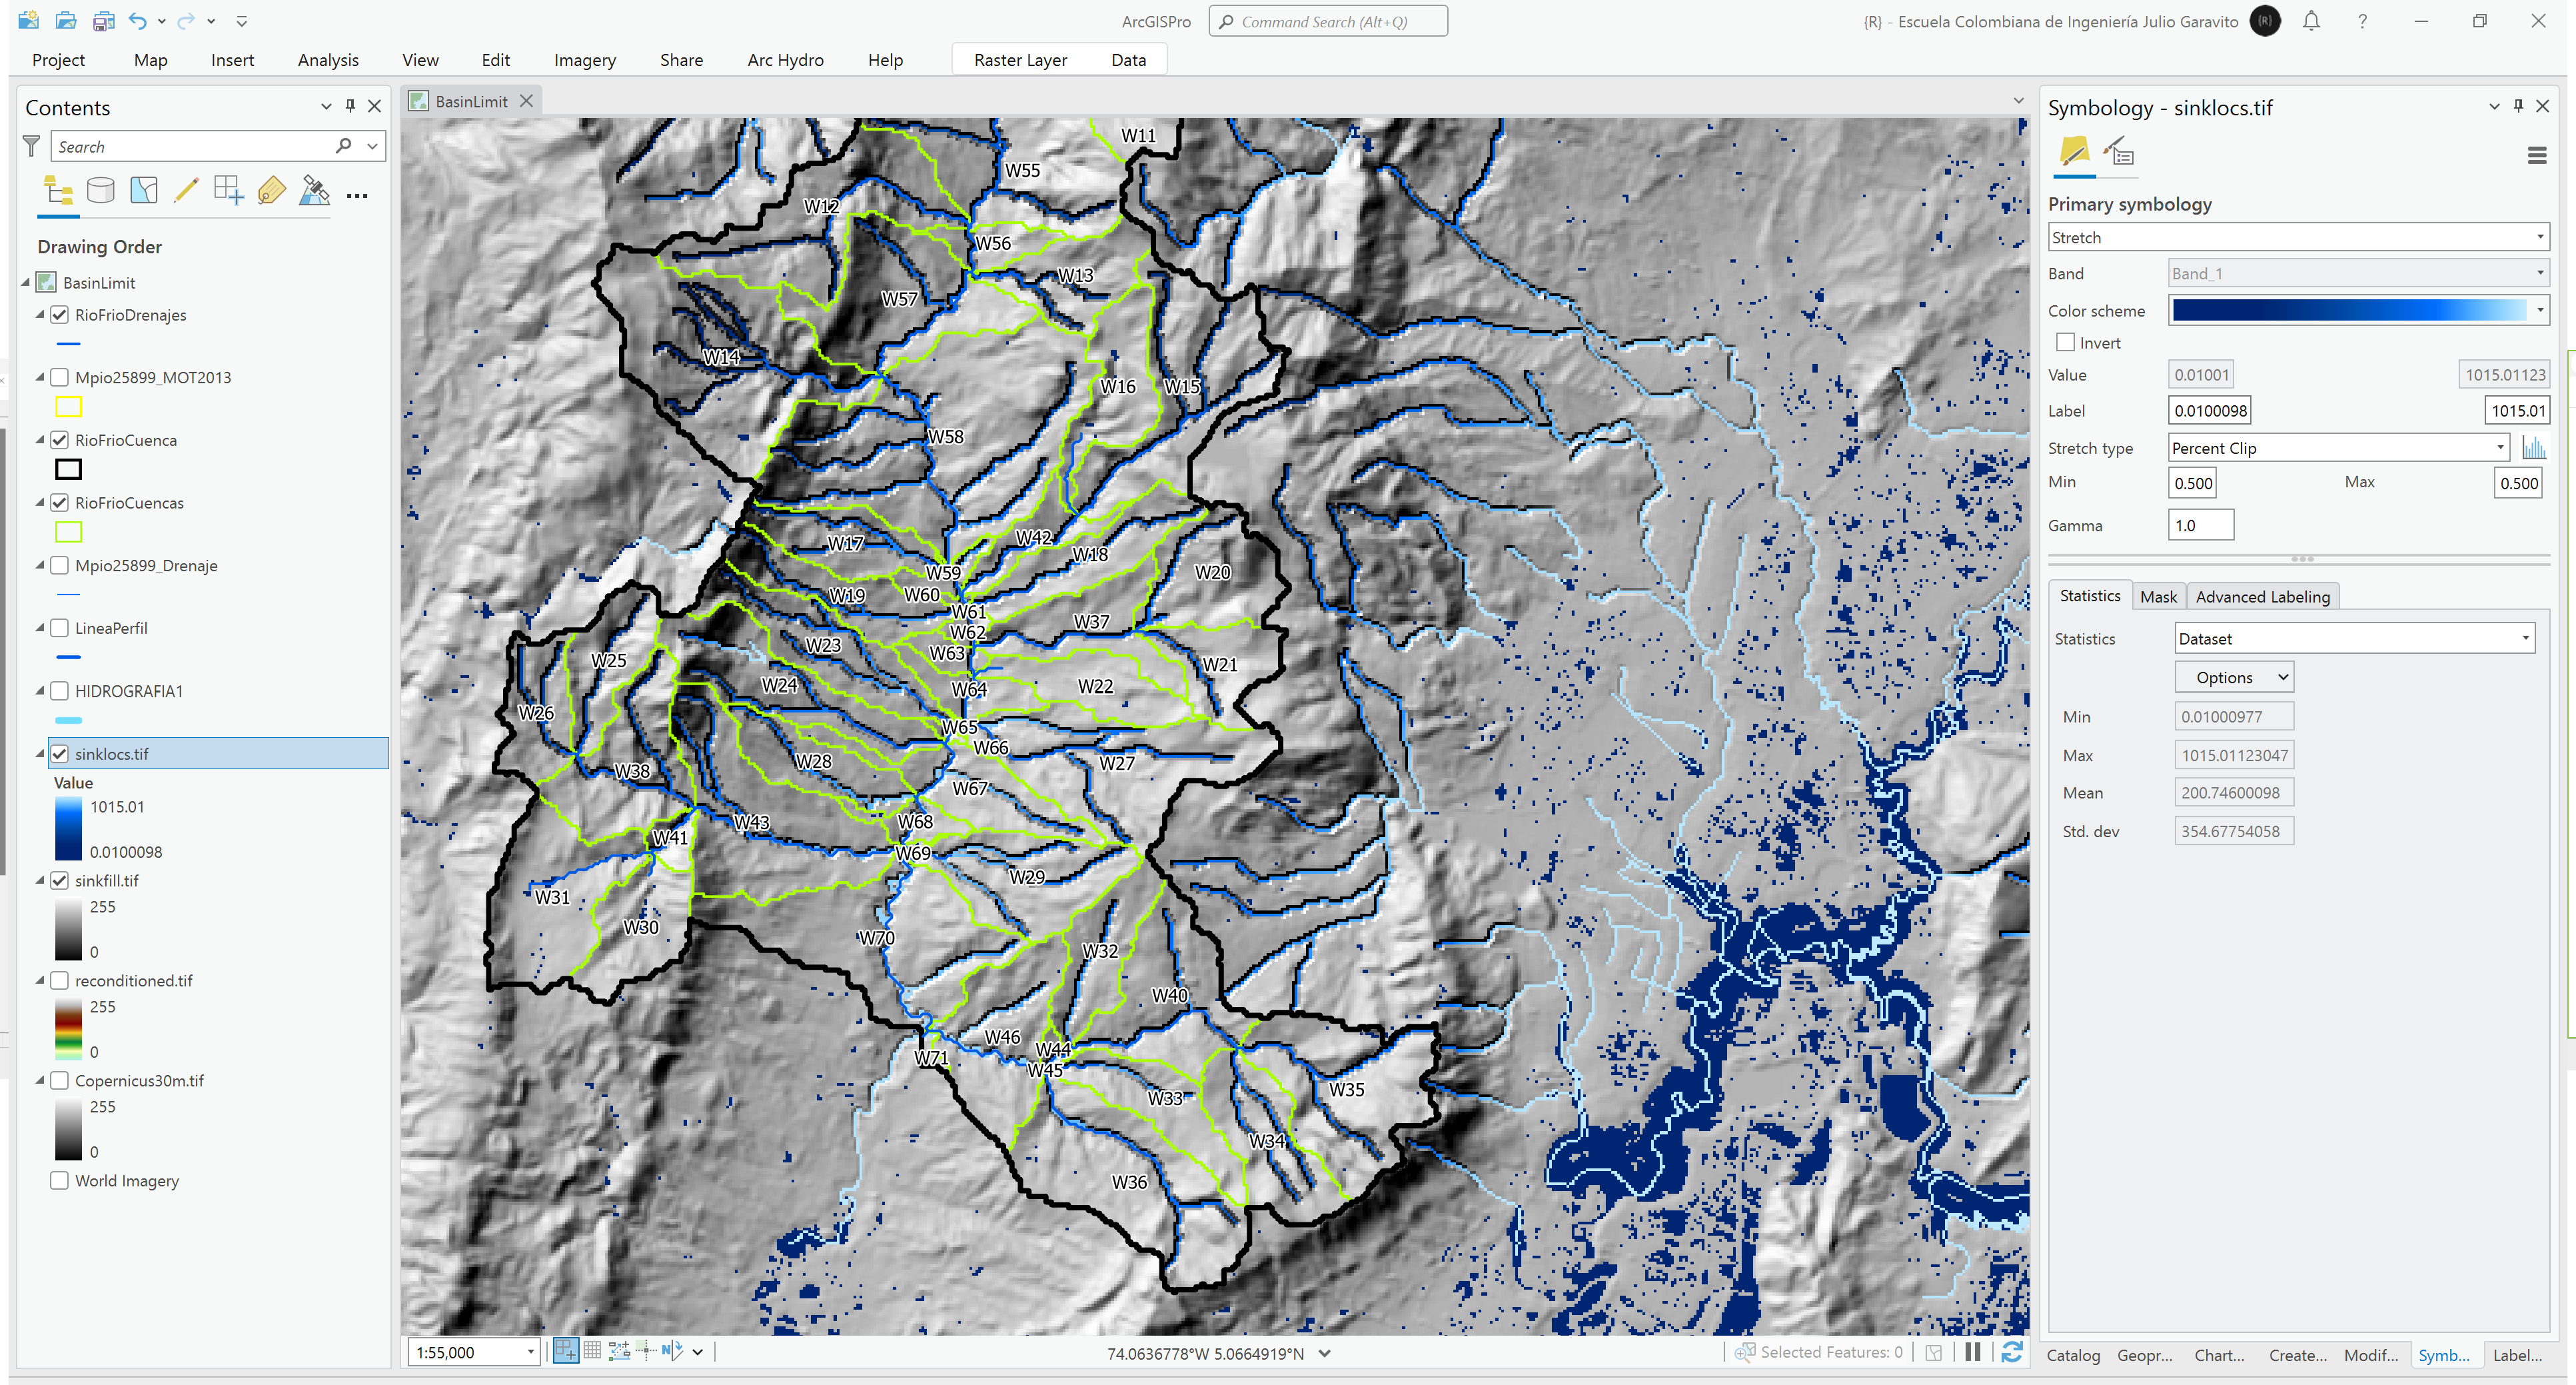 ArcGISPro
Command Search (Alt+Q)
{R} - Escuela Colombiana de Ingeniería Julio Garavito
{R}
Project
Map
Insert
Analysis
View
Edit
Imagery
Share
Arc Hydro
Help
Raster Layer
Data
Contents
Search
Drawing Order
BasinLimit
RioFrioDrenajes
Mpio25899_MOT2013
RioFrioCuenca
RioFrioCuencas
Mpio25899_Drenaje
LineaPerfil
HIDROGRAFIA1
sinklocs.tif
Value
1015.01
0.0100098
sinkfill.tif
255
0
reconditioned.tif
255
0
Copernicus30m.tif
255
0
World Imagery
BasinLimit
W11
W55
W12
W56
W13
W57
W14
W16
W15
W58
W42
W17
W18
W59
W20
W19
W60
W61
W37
W62
W23
W63
W25
W21
W24
W64
W22
W26
W65
W66
W28
W27
W38
W67
W43
W68
W41
W69
W29
W31
W30
W70
W32
W40
W46
W44
W71
W45
W33
W35
W34
W36
1:55,000
74.0636778°W 5.0664919°N
Selected Features: 0
Symbology - sinklocs.tif
Primary symbology
Stretch
Band
Band_1
Color scheme
Invert
Value
0.01001
1015.01123
Label
0.0100098
1015.01
Stretch type
Percent Clip
Min
0.500
Max
0.500
Gamma
1.0
Statistics
Mask
Advanced Labeling
Statistics
Dataset
Options
Min
0.01000977
Max
1015.01123047
Mean
200.74600098
Std. dev
354.67754058
Catalog
Geopr...
Chart...
Create...
Modif...
Symb...
Label...